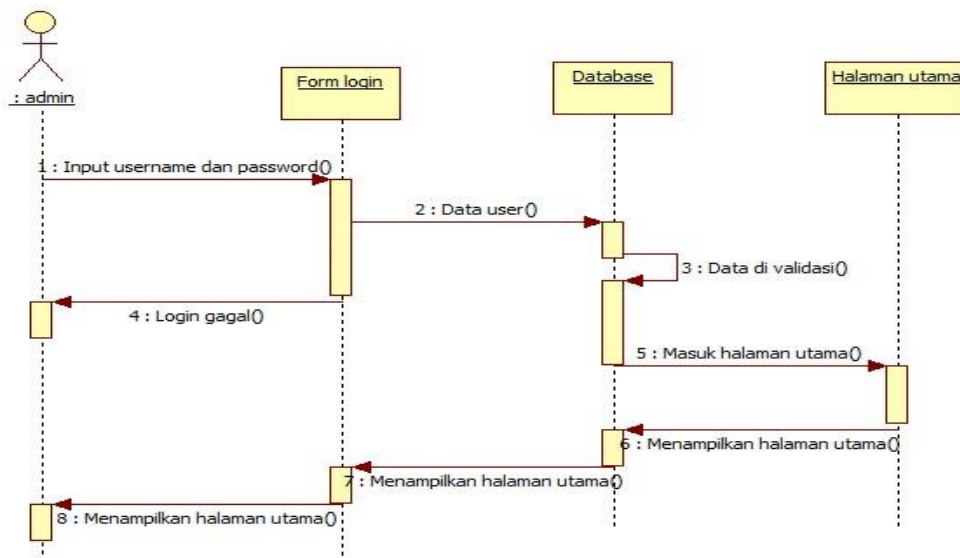 : admin
Form login
Database
Halaman utama
1 : Input username dan password()
2 : Data user()
3 : Data di validasi()
4 : Login gagal()
5 : Masuk halaman utama()
6 : Menampilkan halaman utama()
7 : Menampilkan halaman utama()
8 : Menampilkan halaman utama()